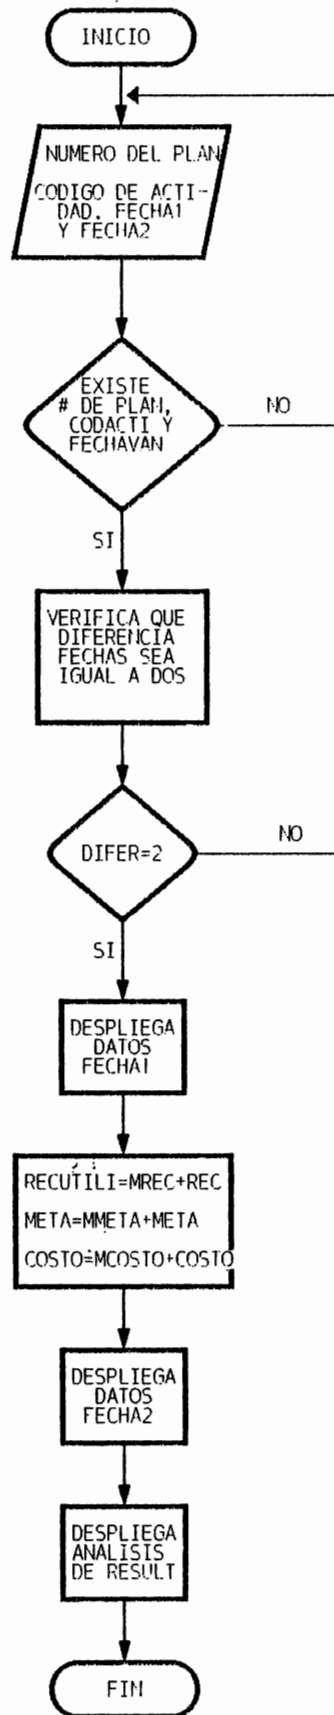 INICIO
NUMERO DEL PLAN
CODIGO DE ACTI-
DAD. FECHA1
Y FECHA2
EXISTE
# DE PLAN,
CODACTI Y
FECHAVAN
NO
SI
VERIFICA QUE
DIFERENCIA
FECHAS SEA
IGUAL A DOS
DIFER=2
NO
SI
DESPLIEGA
DATOS
FECHA1
RECUTILI=MREC+REC
META=MMETA+META
COSTO=MCOSTO+COSTO
DESPLIEGA
DATOS
FECHA2
DESPLIEGA
ANALISIS
DE RESULT
FIN